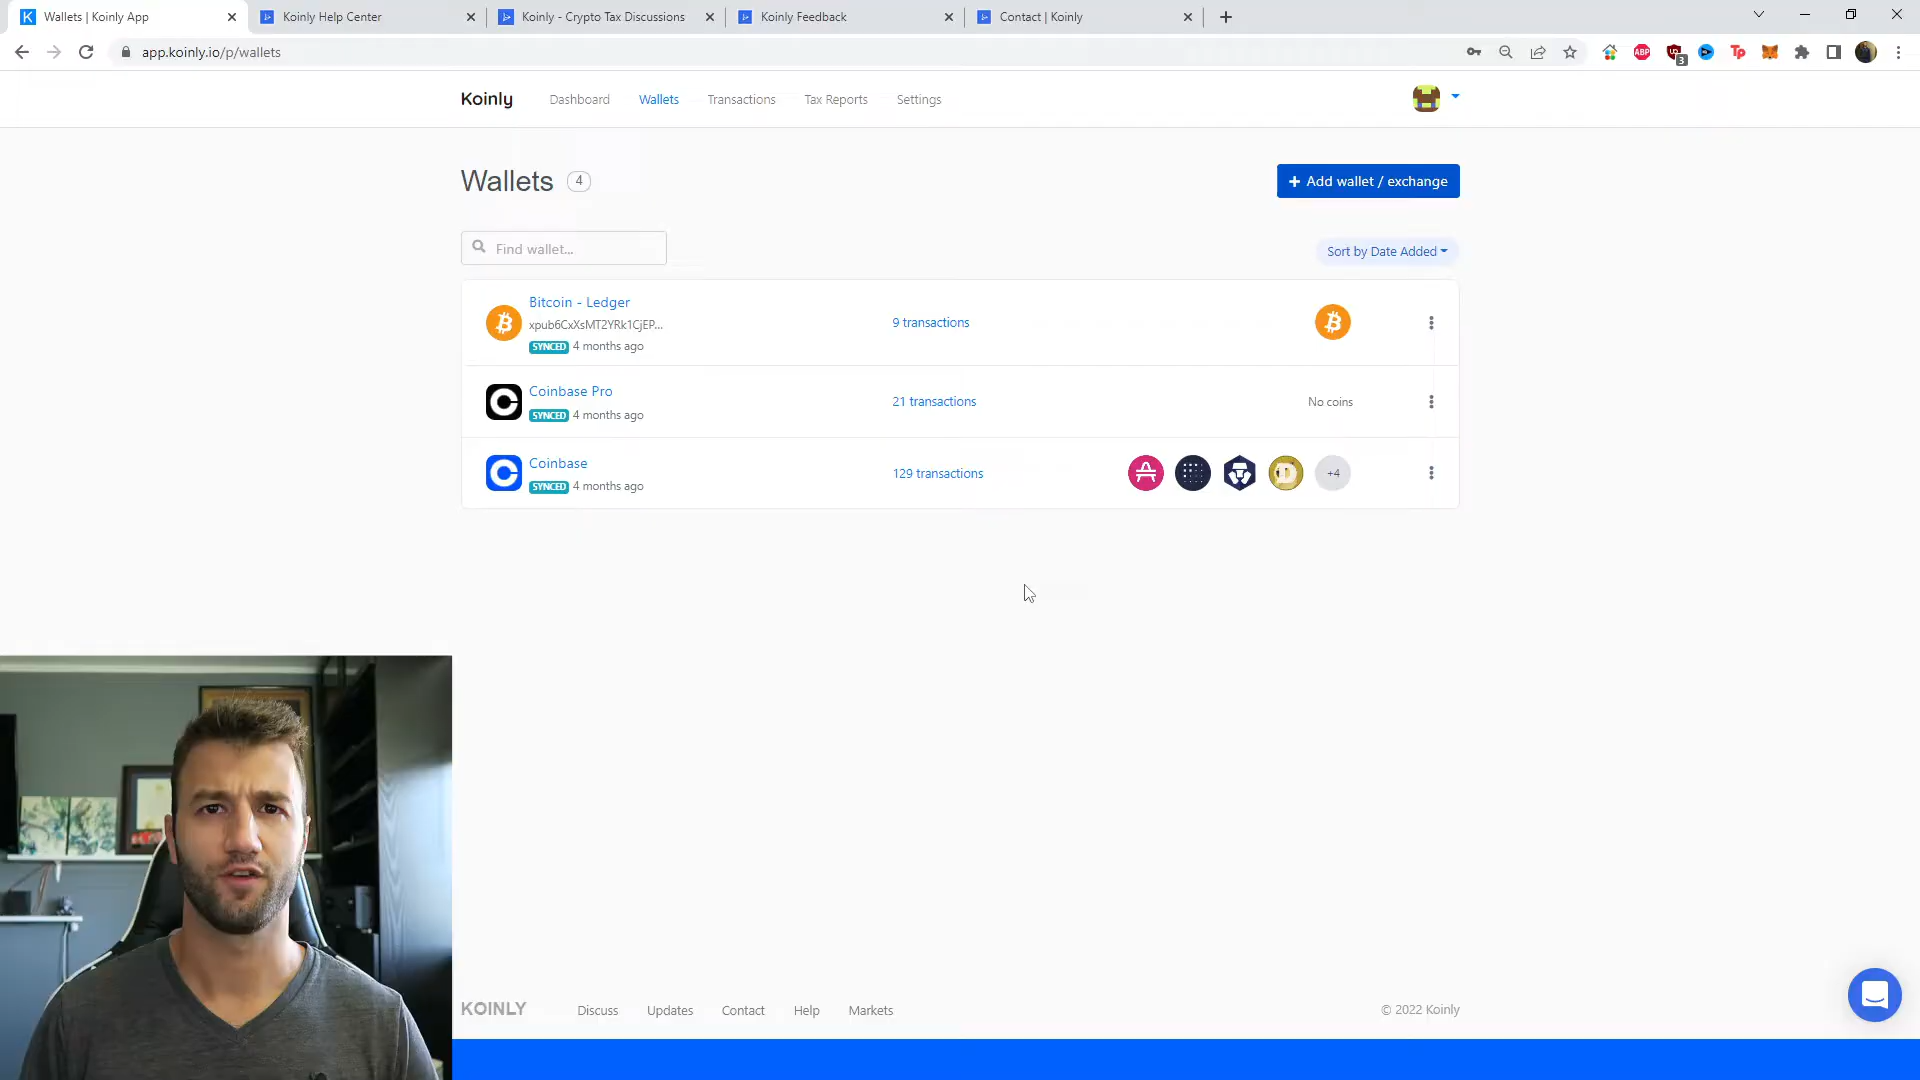 Wallets | Koinly App
Koinly Help Center
Koinly - Crypto Tax Discussions
Koinly Feedback
Contact | Koinly
app.koinly.io/p/wallets
ABP
3
Tp
Koinly
Dashboard
Wallets
Transactions
Tax Reports
Settings
Wallets 4
+ Add wallet / exchange
Find wallet...
Sort by Date Added
Bitcoin - Ledger
xpub6CxXsMT2YRk1CjEP...
SYNCED 4 months ago
9 transactions
Coinbase Pro
SYNCED 4 months ago
21 transactions
No coins
Coinbase
SYNCED 4 months ago
129 transactions
+4
KOINLY
Discuss
Updates
Contact
Help
Markets
© 2022 Koinly